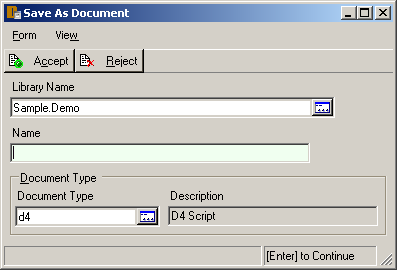 Save As Document
Form View
Accept Reject
Library Name
Sample.Demo
Name
Document Type
Document Type Description
d4 D4 Script
[Enter] to Continue